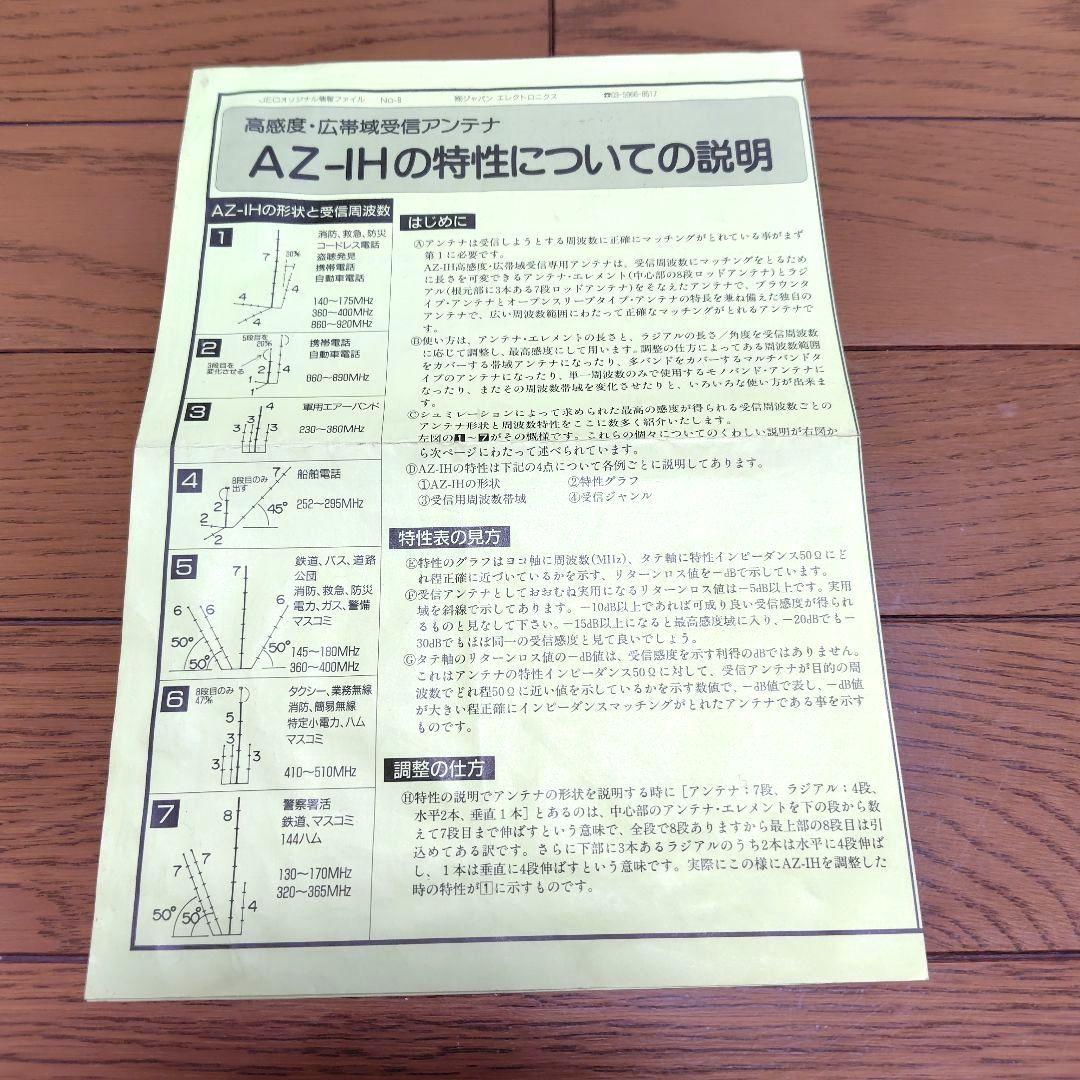 JECオリジナル情報ファイル No-8 ㈱ジャパン エレクトロニクス ☎03-5966-8517
高感度・広帯域受信アンテナ
AZ-IHの特性についての説明
AZ-IHの形状と受信周波数
1
7
30%
4
4
消防、救急、防災
コードレス電話
盗聴発見
携帯電話
自動車電話
140〜175MHz
360〜400MHz
860〜920MHz
2
5段目を
20%
3段目を
変化させる
2
1
4
携帯電話
自動車電話
860〜890MHz
3
4
3
3
軍用エアーバンド
230〜360MHz
4
8段目のみ
出す
7
2
2
2
45°
船舶電話
252〜295MHz
5
7
6
6
6
50°
50°
50°
鉄道、バス、道路
公団
消防、救急、防災
電力、ガス、警備
マスコミ
145〜180MHz
360〜400MHz
6
8段目のみ
47%
5
3
3
3
タクシー、業務無線
消防、簡易無線
特定小電力、ハム
マスコミ
410〜510MHz
7
8
7
7
4
50°
50°
警察署活
鉄道、マスコミ
144ハム
130〜170MHz
320〜365MHz
はじめに
Ⓐアンテナは受信しようとする周波数に正確にマッチングがとれている事がまず
第1に必要です。
AZ-IH高感度・広帯域受信専用アンテナは、受信周波数にマッチングをとるため
に長さを可変できるアンテナ・エレメント(中心部の8段ロッドアンテナ)とラジ
アル(根元部に3本ある7段ロッドアンテナ)をそなえたアンテナで、ブラウンタ
イプ・アンテナとオープンスリーブタイプ・アンテナの特長を兼ね備えた独自の
アンテナで、広い周波数範囲にわたって正確なマッチングがとれるアンテナで
す。
Ⓑ使い方は、アンテナ・エレメントの長さと、ラジアルの長さ／角度を受信周波数
に応じて調整し、最高感度にして用います。調整の仕方によってある周波数範囲
をカバーする帯域アンテナになったり、多バンドをカバーするマルチバンドタ
イプのアンテナになったり、単一周波数のみで使用するモノバンド・アンテナに
なったり、またその周波数帯域を変化させたりと、いろいろな使い方が出来ま
す。
Ⓒシュミレーションによって求められた最高の感度が得られる受信周波数ごとの
アンテナ形状と周波数特性をここに数多く紹介いたします。
左図の1〜7がその概様です。これらの個々についてのくわしい説明が右図か
ら次ページにわたって述べられています。
ⒹAZ-IHの特性は下記の4点について各例ごとに説明してあります。
①AZ-IHの形状 ②特性グラフ
③受信用周波数帯域 ④受信ジャンル
特性表の見方
Ⓔ特性のグラフはヨコ軸に周波数(MHz)、タテ軸に特性インピーダンス50Ωにど
れ程正確に近づいているかを示す、リターンロス値を－dBで示しています。
Ⓕ受信アンテナとしておおむね実用になるリターンロス値は－5dB以上です。実用
域を斜線で示してあります。－10dB以上であれば可成り良い受信感度が得られ
るものと見なして下さい。－15dB以上になると最高感度域に入り、－20dBでも－
30dBでもほぼ同一の受信感度と見て良いでしょう。
Ⓖタテ軸のリターンロス値の－dB値は、受信感度を示す利得のdBではありません。
これはアンテナの特性インピーダンス50Ωに対して、受信アンテナが目的の周
波数でどれ程50Ωに近い値を示しているかを示す数値で、－dB値で表し、－dB値
が大きい程正確にインピーダンスマッチングがとれたアンテナである事を示す
ものです。
調整の仕方
Ⓗ特性の説明でアンテナの形状を説明する時に［アンテナ：7段、ラジアル：4段、
水平2本、垂直1本］とあるのは、中心部のアンテナ・エレメントを下の段から数
えて7段目まで伸ばすという意味で、全段で8段ありますから最上部の8段目は引
込めてある訳です。さらに下部に3本あるラジアルのうち2本は水平に4段伸ば
し、1本は垂直に4段伸ばすという意味です。実際にこの様にAZ-IHを調整した
時の特性が1に示すものです。